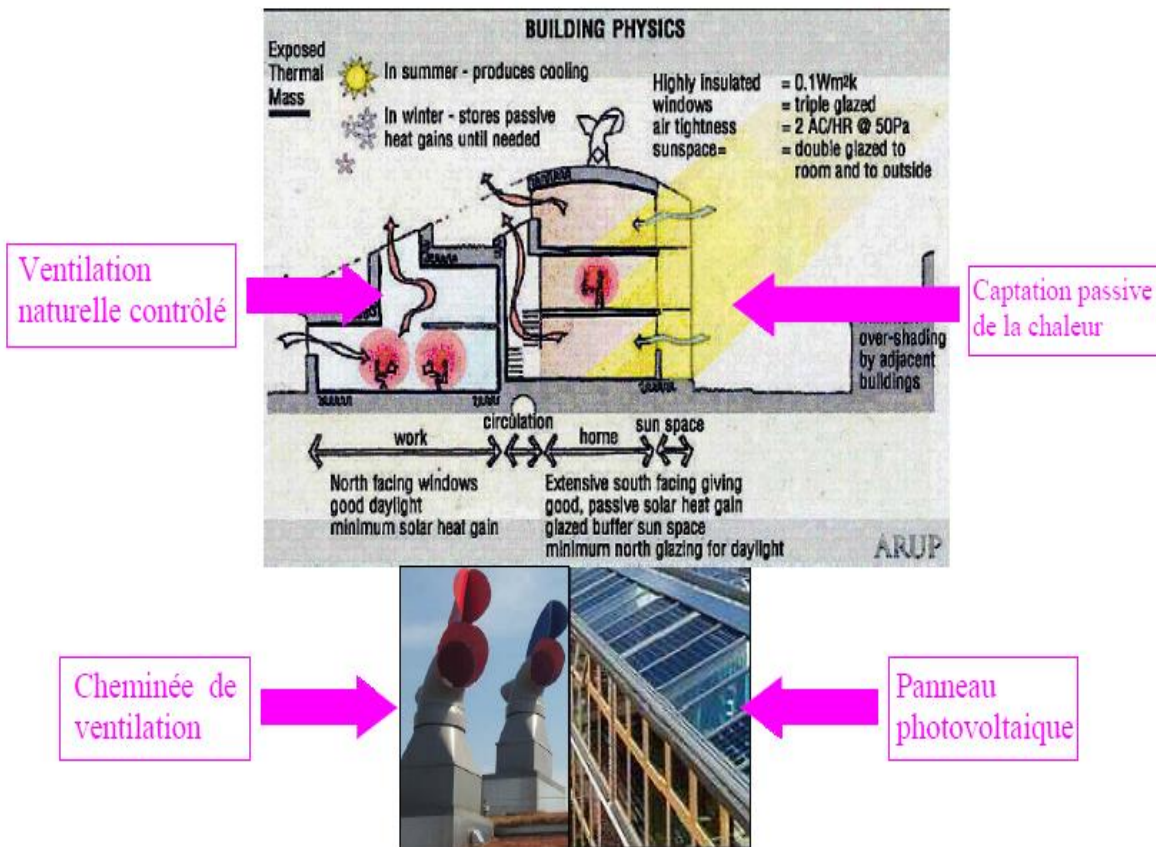 BUILDING PHYSICS
Exposed
Thermal
Mass
In summer - produces cooling
In winter - stores passive
heat gains until needed
Highly insulated = 0.1Wm²k
windows = triple glazed
air tightness = 2 AC/HR @ 50Pa
sunspace= = double glazed to
room and to outside
Ventilation
naturelle contrôlé
Captation passive
de la chaleur
over-shading
by adjacent
buildings
circulation
sun space
work
home
North facing windows
good daylight
minimum solar heat gain
Extensive south facing giving
good, passive solar heat gain
glazed buffer sun space
minimum north glazing for daylight
ARUP
Cheminée de
ventilation
Panneau
photovoltaique